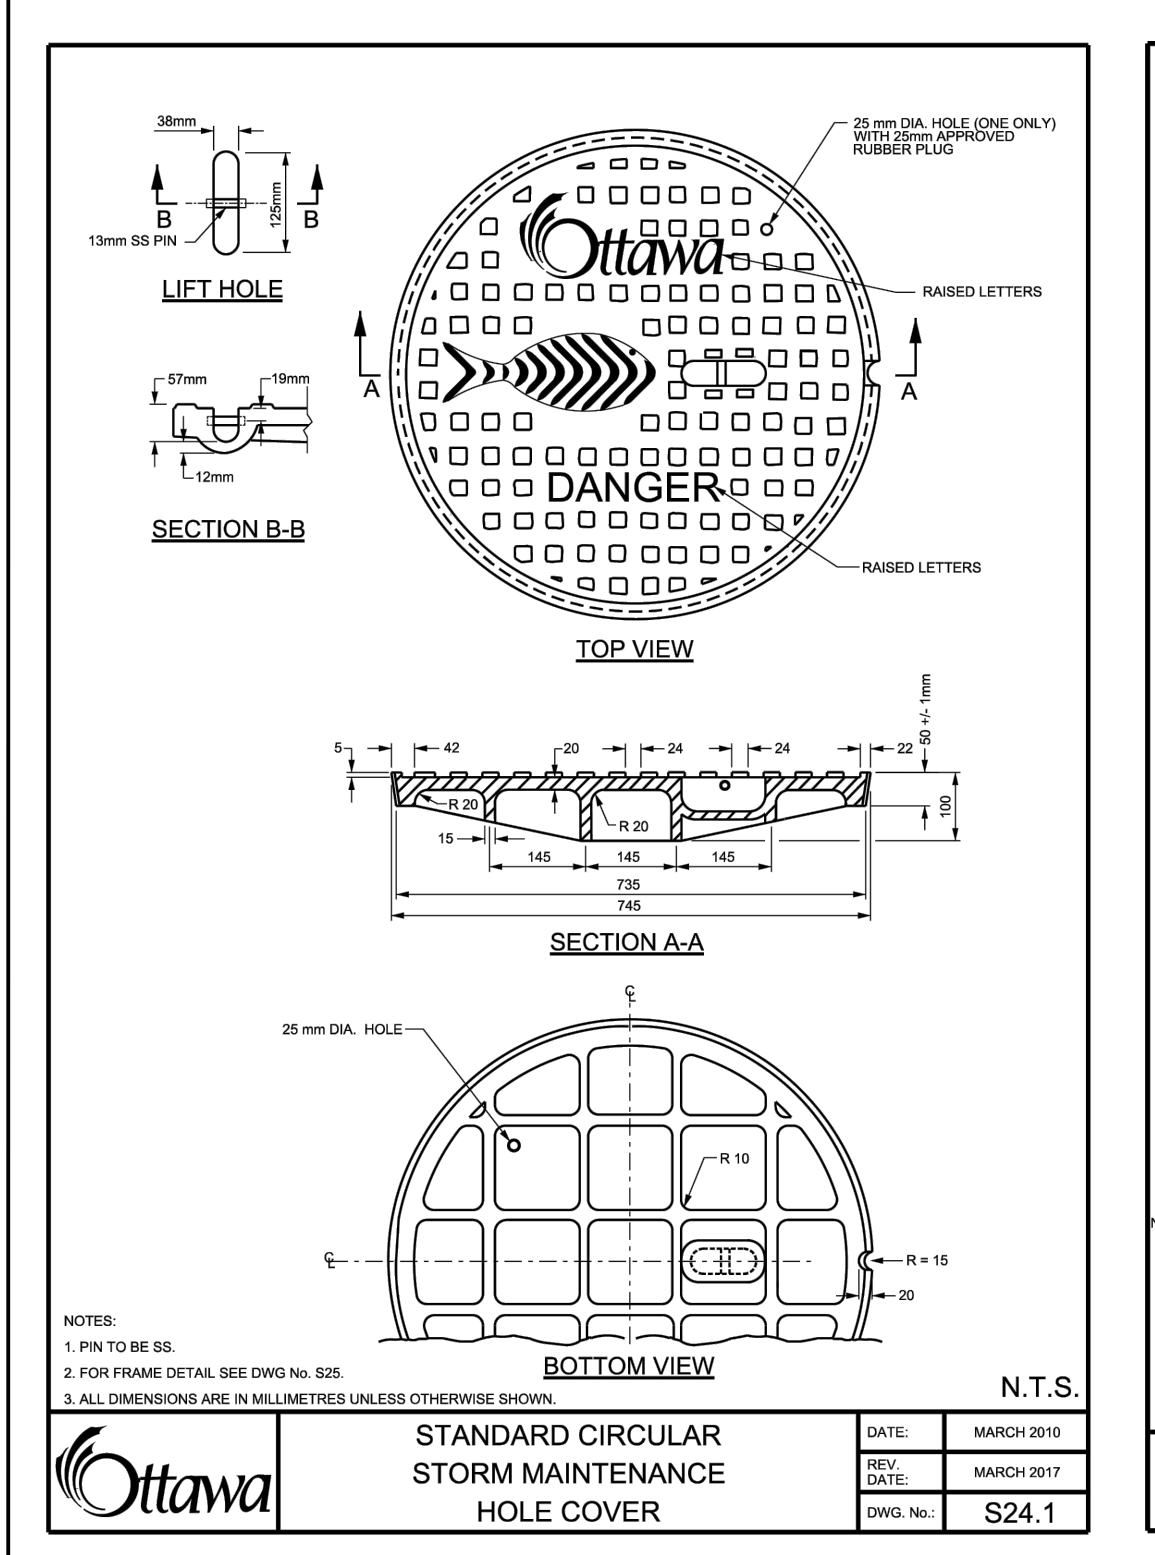 38mm
B
B
125mm
13mm SS PIN
LIFT HOLE
25 mm DIA. HOLE (ONE ONLY)
WITH 25mm APPROVED
RUBBER PLUG
Ottawa
RAISED LETTERS
A
A
57mm
19mm
12mm
SECTION B-B
DANGER
RAISED LETTERS
TOP VIEW
5
42
20
24
24
22
50 +/- 1mm
100
R 20
R 20
15
145
145
145
735
745
SECTION A-A
25 mm DIA. HOLE
R 10
R = 15
20
BOTTOM VIEW
NOTES:
1. PIN TO BE SS.
2. FOR FRAME DETAIL SEE DWG No. S25.
3. ALL DIMENSIONS ARE IN MILLIMETRES UNLESS OTHERWISE SHOWN.
N.T.S.
Ottawa
STANDARD CIRCULAR
STORM MAINTENANCE
HOLE COVER
DATE: MARCH 2010
REV.
DATE: MARCH 2017
DWG. No.: S24.1